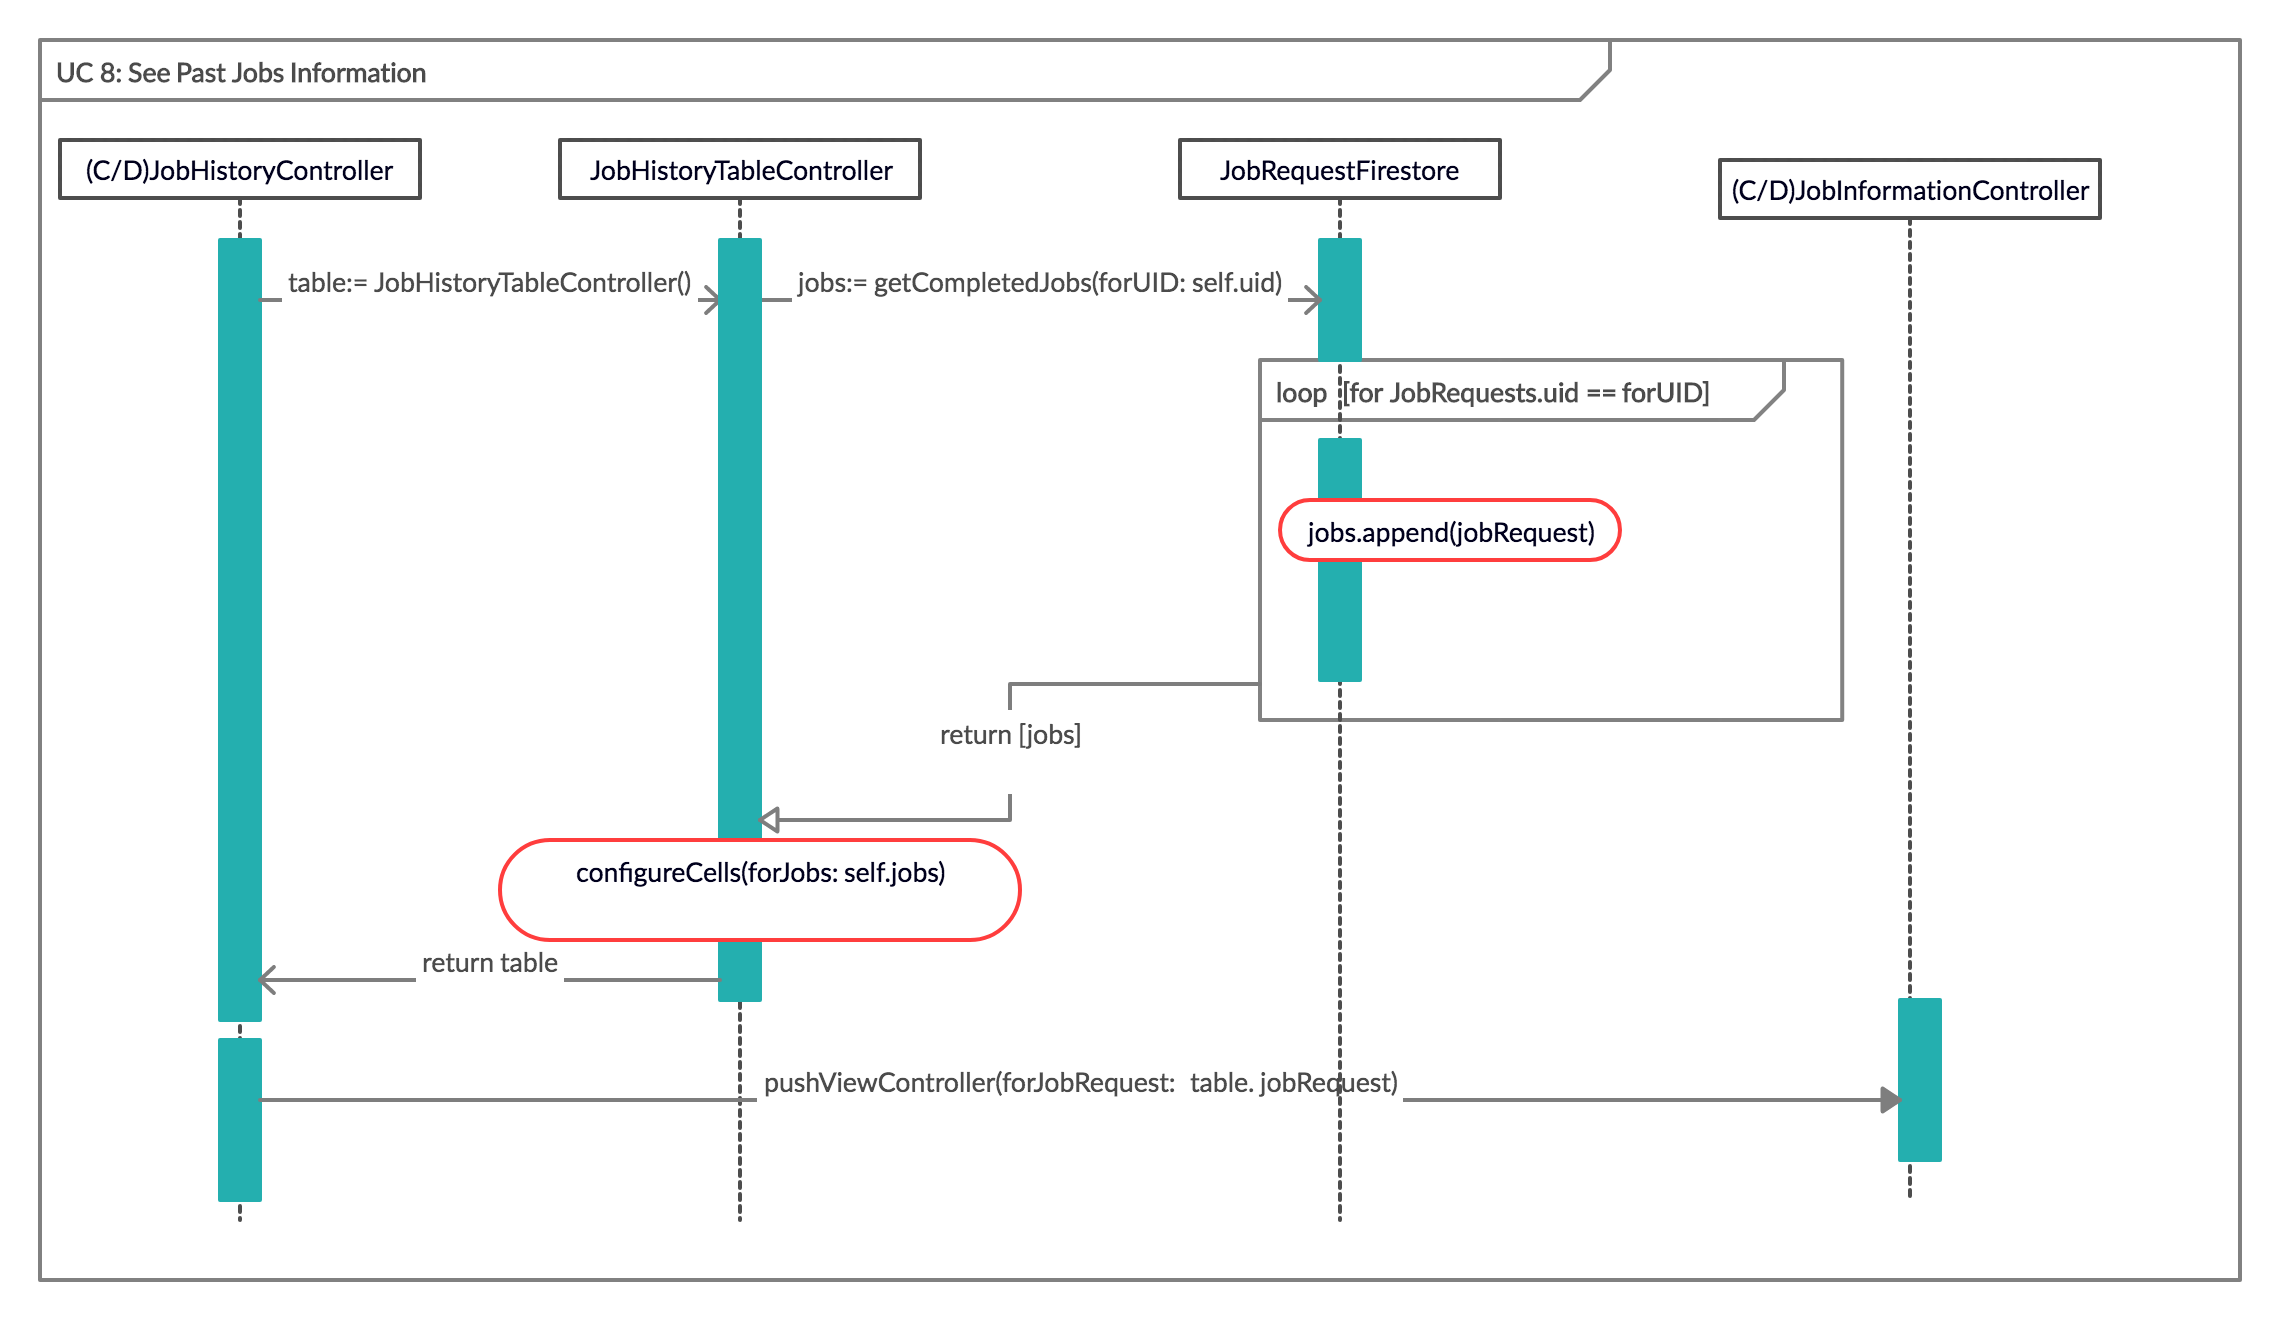 UC 8: See Past Jobs Information
(C/D)JobHistoryController
JobHistoryTableController
JobRequestFirestore
(C/D)JobInformationController
table:= JobHistoryTableController()
jobs:= getCompletedJobs(forUID: self.uid)
loop [for JobRequests.uid == forUID]
jobs.append(jobRequest)
return [jobs]
configureCells(forJobs: self.jobs)
return table
pushViewController(forJobRequest: table. jobRequest)